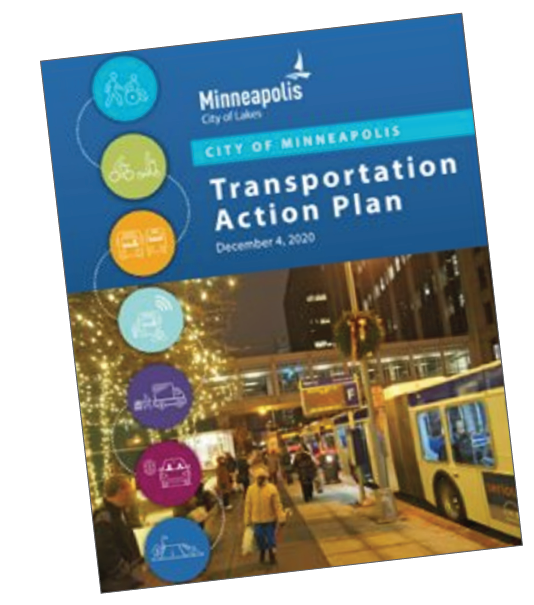 Minneapolis
City of Lakes
CITY OF MINNEAPOLIS
Transportation
Action Plan
December 4, 2020
F